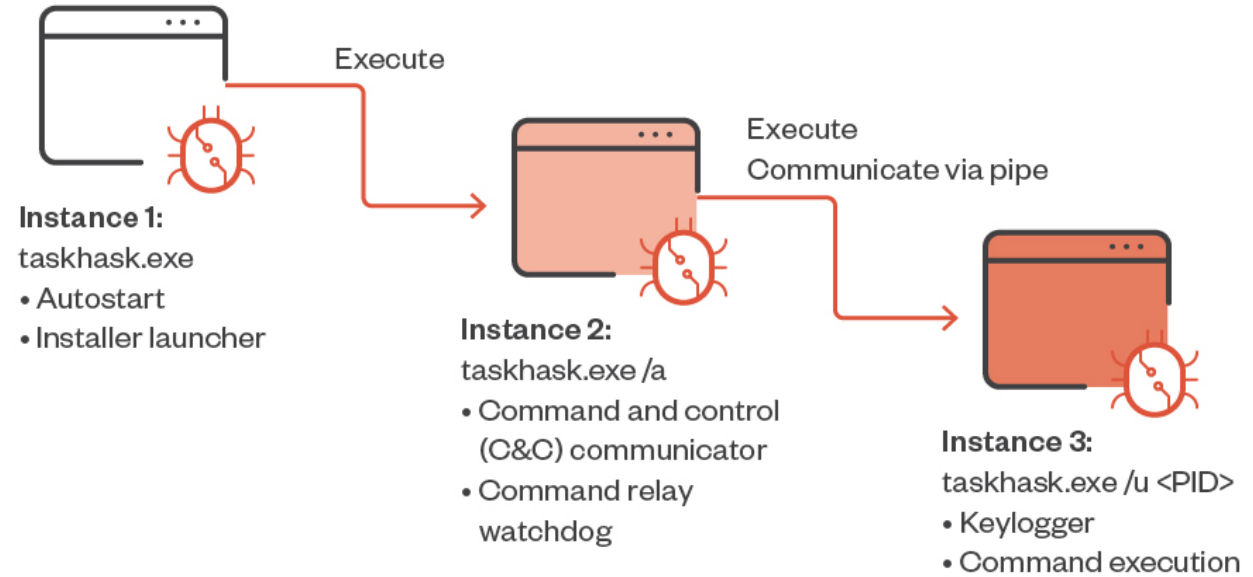 Execute
Execute
Communicate via pipe
Instance 1:
taskhask.exe
• Autostart
• Installer launcher
Instance 2:
taskhask.exe /a
• Command and control
(C&C) communicator
• Command relay
watchdog
Instance 3:
taskhask.exe /u <PID>
• Keylogger
• Command execution